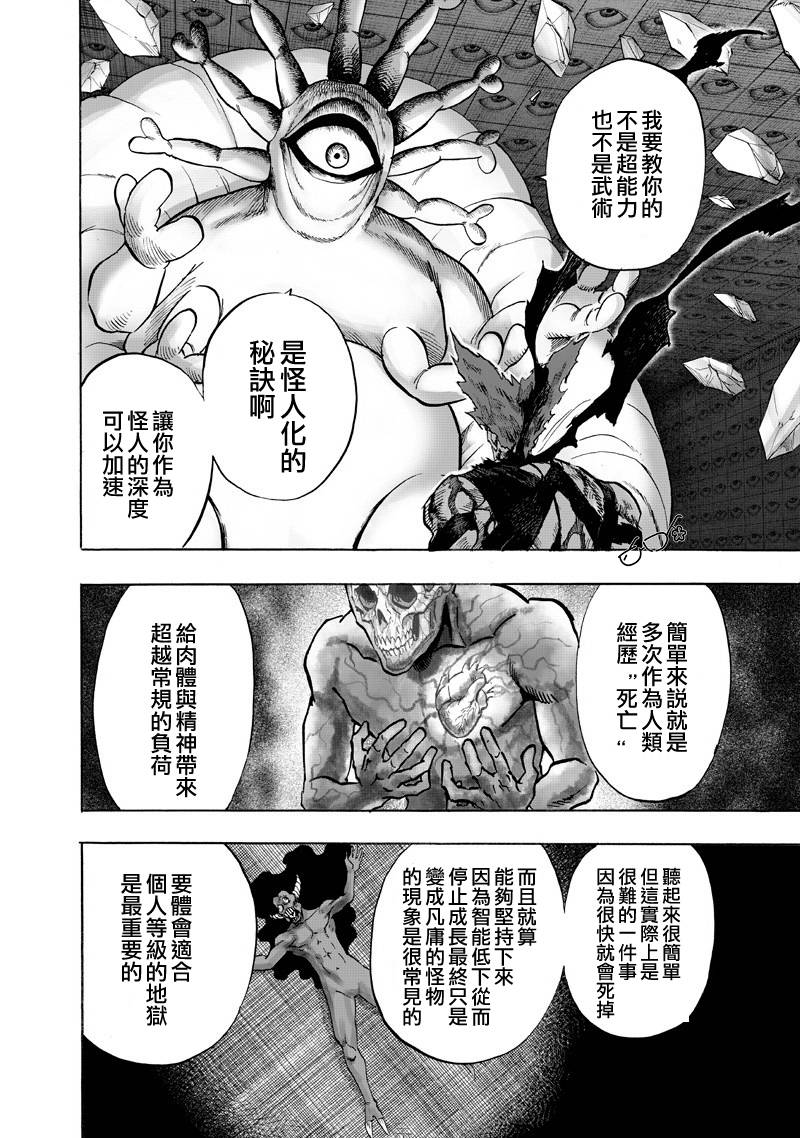 我要教你的
不是超能力
也不是武術
是怪人化的
秘訣啊
讓你作為
怪人的深度
可以加速
簡單來說就是
多次作為人類
經歷〝死亡〝
給肉體與精神帶來
超越常規的負荷
聽起來很簡單
但這實際上是
很難的一件事
因為很快就會死掉
而且就算
能夠堅持下來
因為智能低下從而
停止成長最終只是
變成凡庸的怪物
的現象是很常見的
要體會適合
個人等級的地獄
是最重要的